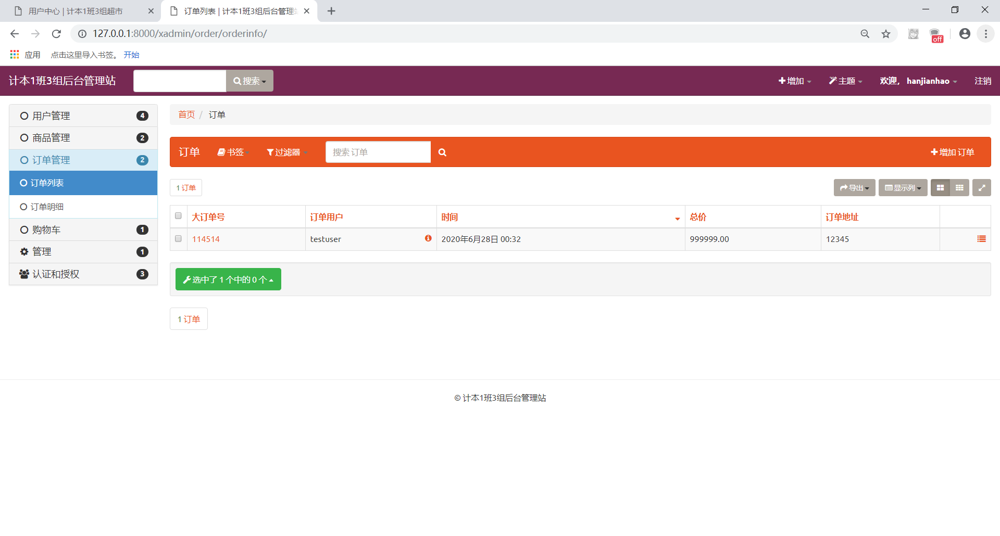 用户中心 | 计本1班3组超市
订单列表 | 计本1班3组后台管理
127.0.0.1:8000/xadmin/order/orderinfo/
off
应用 点击这里导入书签。 开始
计本1班3组后台管理站 搜索 增加 主题 欢迎, hanjianhao 注销
用户管理 4
商品管理 2
订单管理 2
订单列表
订单明细
购物车 1
管理 1
认证和授权 3
首页 / 订单
订单 书签 过滤器 搜索 订单 增加 订单
1 订单 导出 显示列
大订单号 订单用户 时间 总价 订单地址
114514 testuser 2020年6月28日 00:32 999999.00 12345
选中了 1 个中的 0 个
1 订单
© 计本1班3组后台管理站